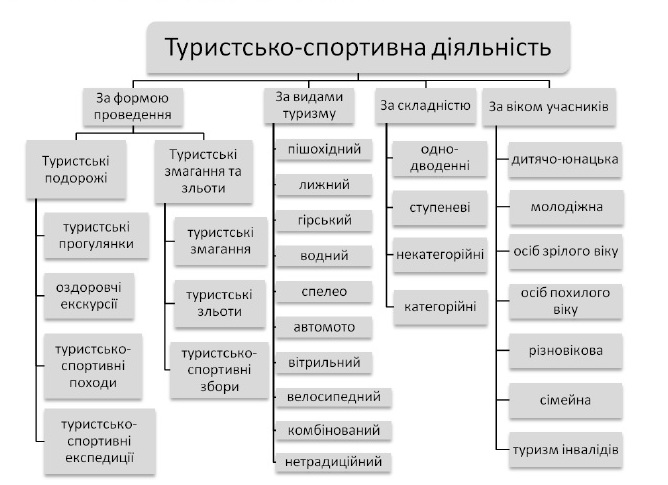 Туристсько-спортивна діяльність
За формою
проведення
Туристські
подорожі
туристські
прогулянки
оздоровчі
екскурсії
туристсько-
спортивні
походи
туристсько-
спортивні
експедиції
Туристські
змагання та
зльоти
туристські
змагання
туристські
зльоти
туристсько-
спортивні
збори
За видами
туризму
пішохідний
лижний
гірський
водний
спелео
автомото
вітрильний
велосипедний
комбінований
нетрадиційний
За складністю
одно-
дводенні
ступеневі
некатегорійні
категорійні
За віком учасників
дитячо-юнацька
молодіжна
осіб зрілого віку
осіб похилого
віку
різновікова
сімейна
туризм інвалідів